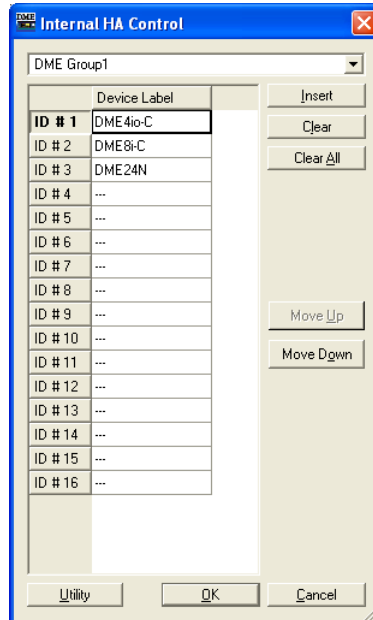 DME Internal HA Control
DME Group1
Device Label
Insert
ID # 1 DME4io-C
Clear
ID # 2 DME8i-C
Clear All
ID # 3 DME24N
ID # 4 ---
ID # 5 ---
ID # 6 ---
ID # 7 ---
ID # 8 ---
ID # 9 ---
Move Up
ID # 10 ---
ID # 11 ---
Move Down
ID # 12 ---
ID # 13 ---
ID # 14 ---
ID # 15 ---
ID # 16 ---
Utility OK Cancel